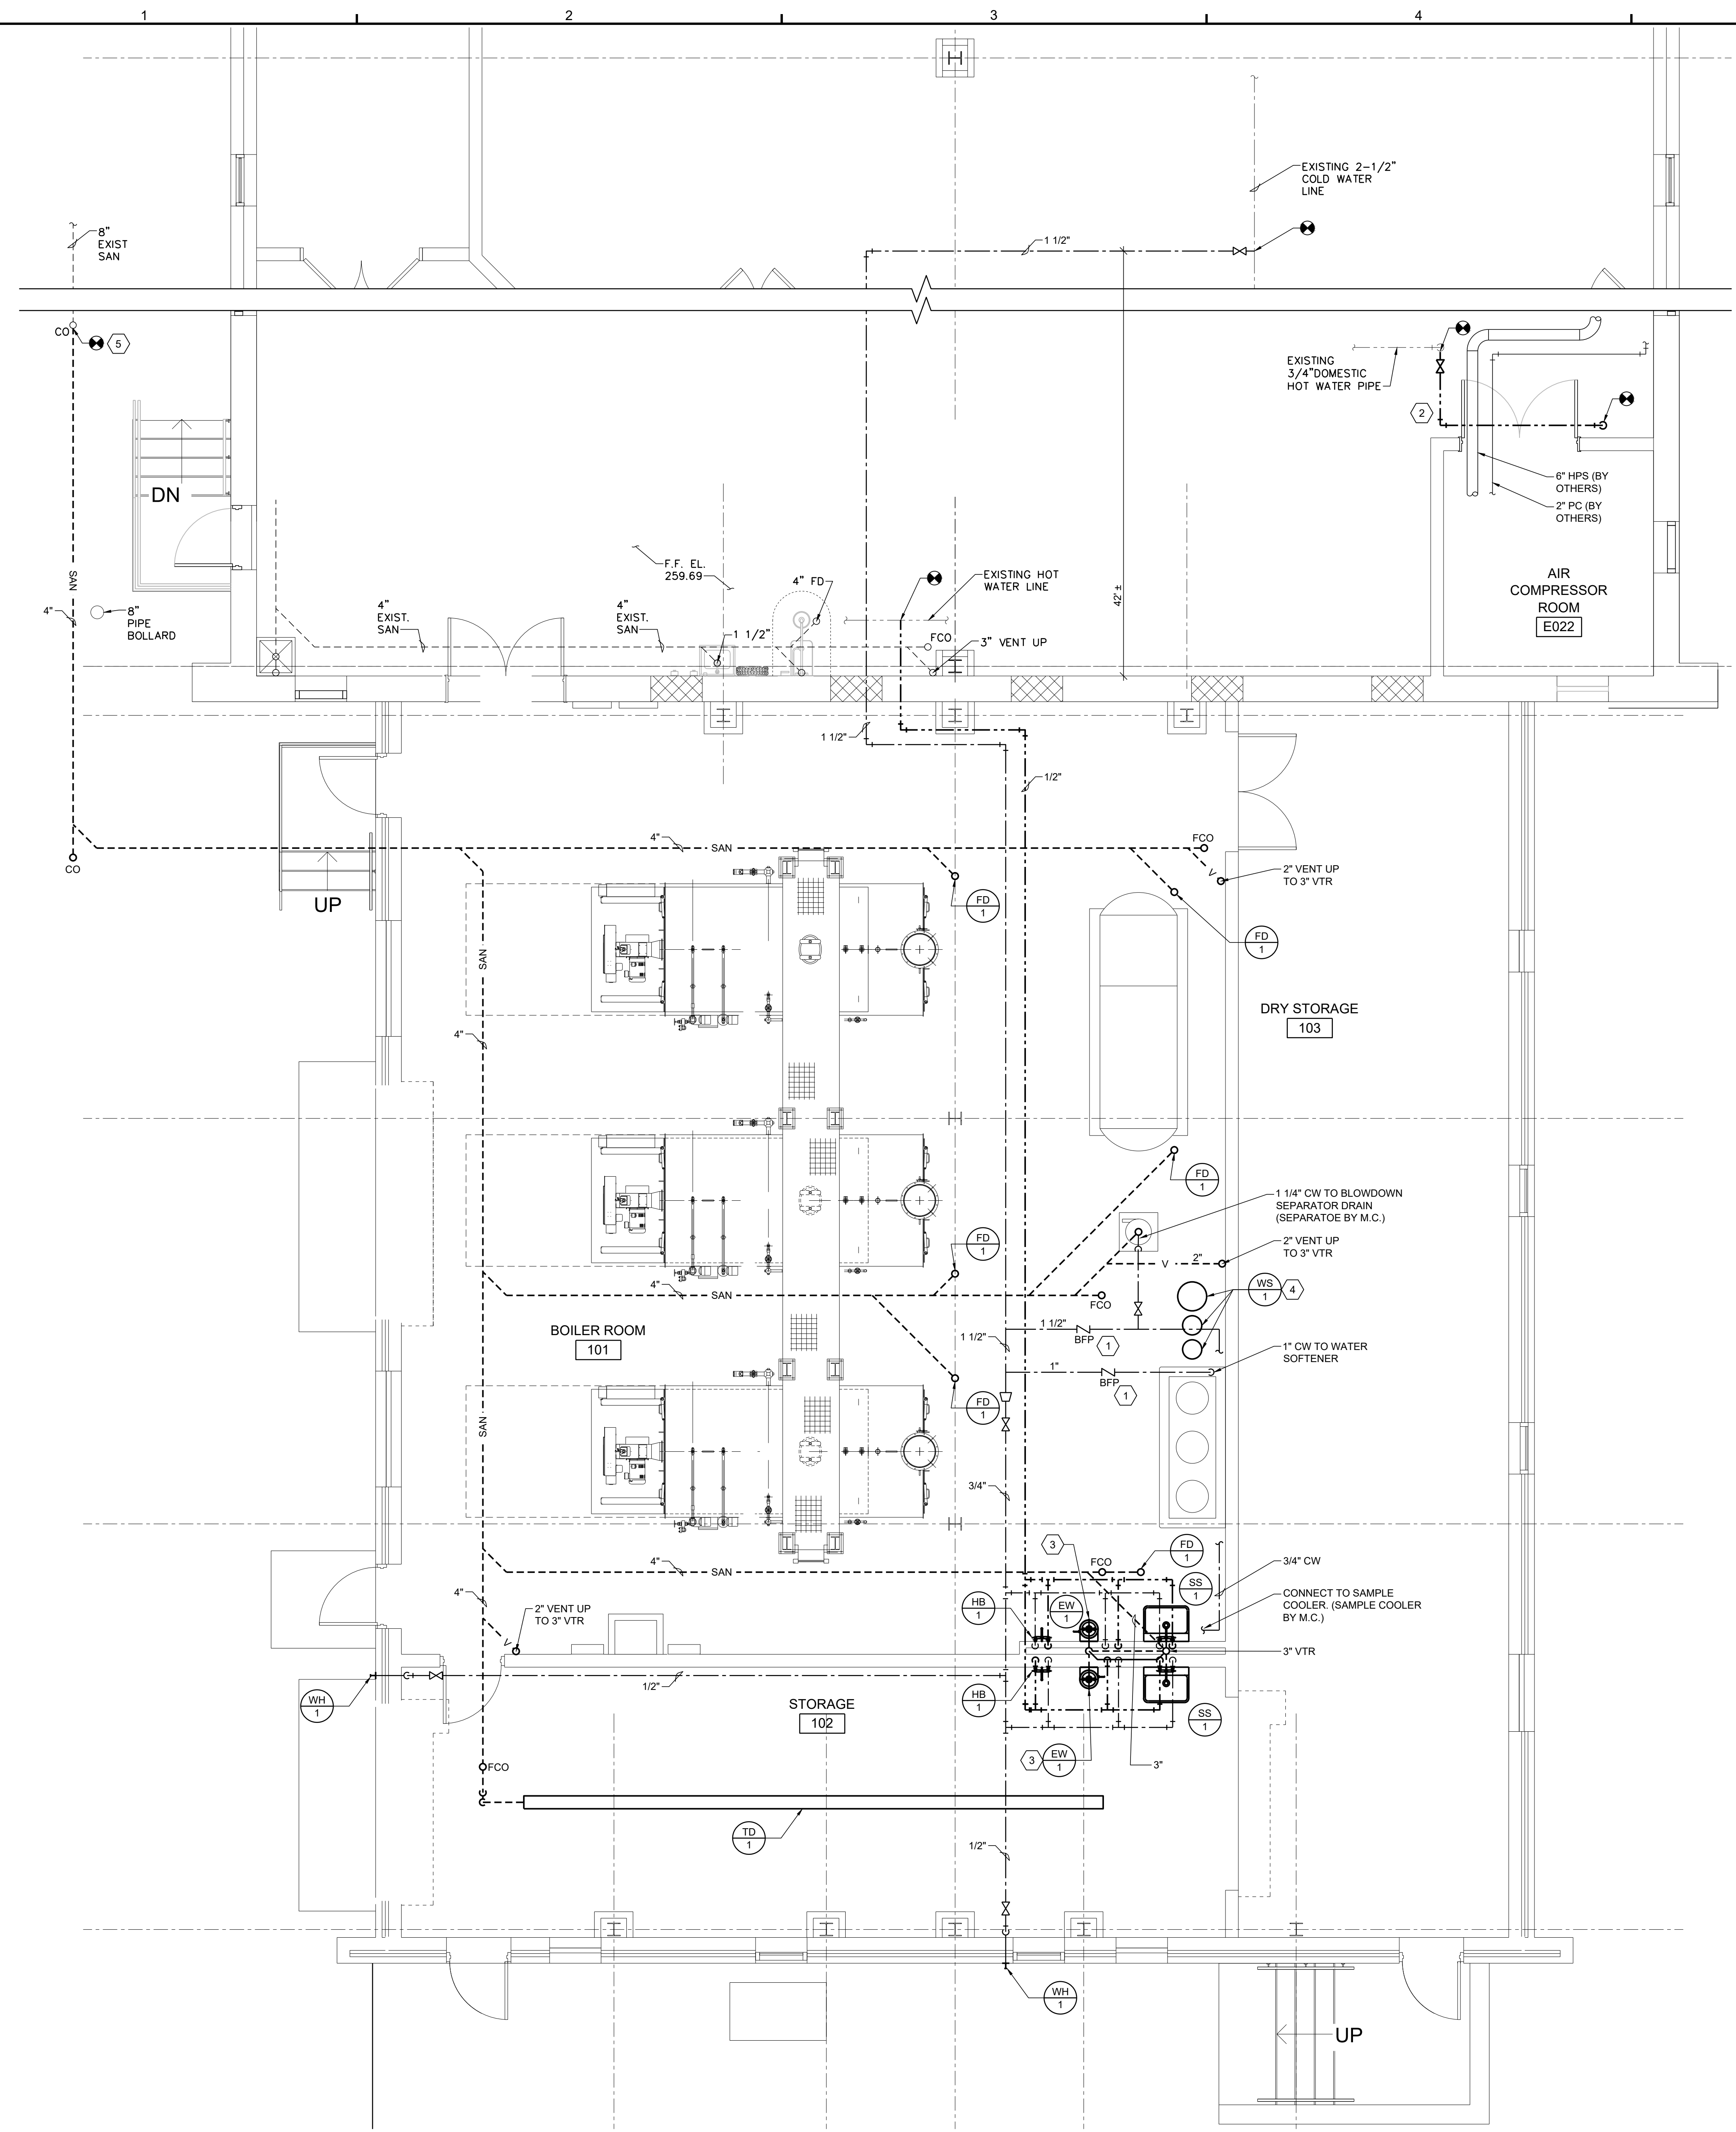 1
2
3
4
EXISTING 2-1/2"
COLD WATER
LINE
8"
EXIST
SAN
1 1/2"
CO
5
EXISTING
3/4"DOMESTIC
HOT WATER PIPE
2
DN
6" HPS (BY
OTHERS)
2" PC (BY
OTHERS)
SAN
F.F. EL.
259.69
4" FD
EXISTING HOT
WATER LINE
42' ±
AIR
COMPRESSOR
ROOM
E022
4"
8"
PIPE
BOLLARD
4"
EXIST.
SAN
4"
EXIST.
SAN
1 1/2"
FCO
3" VENT UP
1 1/2"
1/2"
4"
SAN
FCO
CO
2" VENT UP
TO 3" VTR
V
UP
FD
1
FD
1
SAN
DRY STORAGE
103
4"
FD
1
1 1/4" CW TO BLOWDOWN
SEPARATOR DRAIN
(SEPARATOE BY M.C.)
FD
1
2" VENT UP
TO 3" VTR
V
2"
4"
SAN
FCO
WS
1
4
BOILER ROOM
101
1 1/2"
1 1/2"
BFP
1
1" CW TO WATER
SOFTENER
1"
BFP
1
FD
1
SAN
3/4"
3
FD
1
4"
SAN
FCO
3/4" CW
SS
1
CONNECT TO SAMPLE
COOLER. (SAMPLE COOLER
BY M.C.)
4"
2" VENT UP
TO 3" VTR
V
HB
1
EW
1
3" VTR
1/2"
WH
1
HB
1
STORAGE
102
SS
1
3
EW
1
3"
FCO
TD
1
1/2"
WH
1
UP